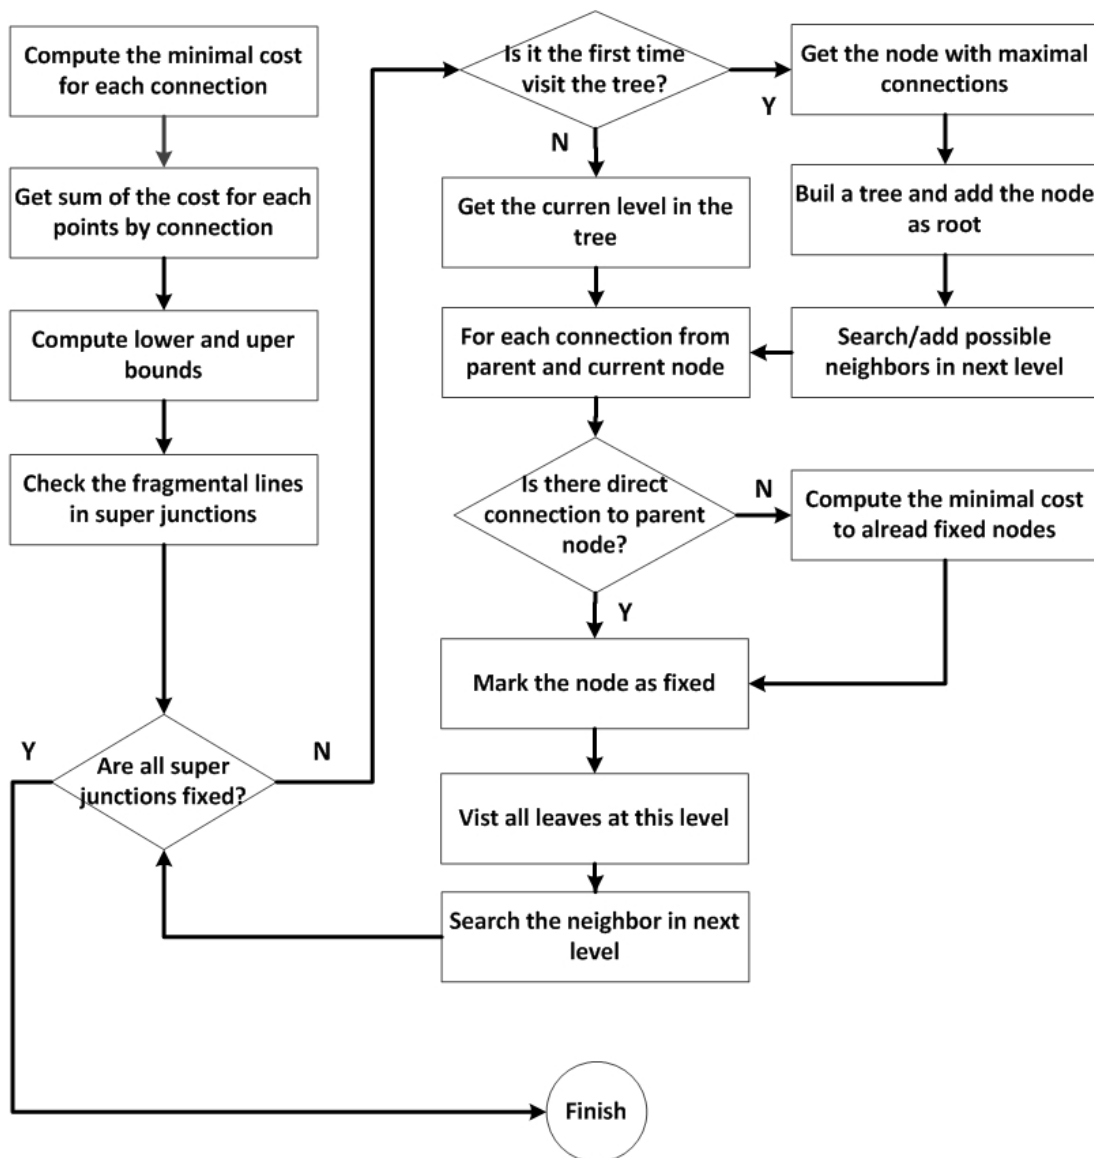 Compute the minimal cost
for each connection
Get sum of the cost for each
points by connection
Compute lower and uper
bounds
Check the fragmental lines
in super junctions
Are all super
junctions fixed?
Y
N
Is it the first time
visit the tree?
Y
N
Get the node with maximal
connections
Buil a tree and add the node
as root
Search/add possible
neighbors in next level
Get the curren level in the
tree
For each connection from
parent and current node
Is there direct
connection to parent
node?
N
Y
Compute the minimal cost
to alread fixed nodes
Mark the node as fixed
Vist all leaves at this level
Search the neighbor in next
level
Finish